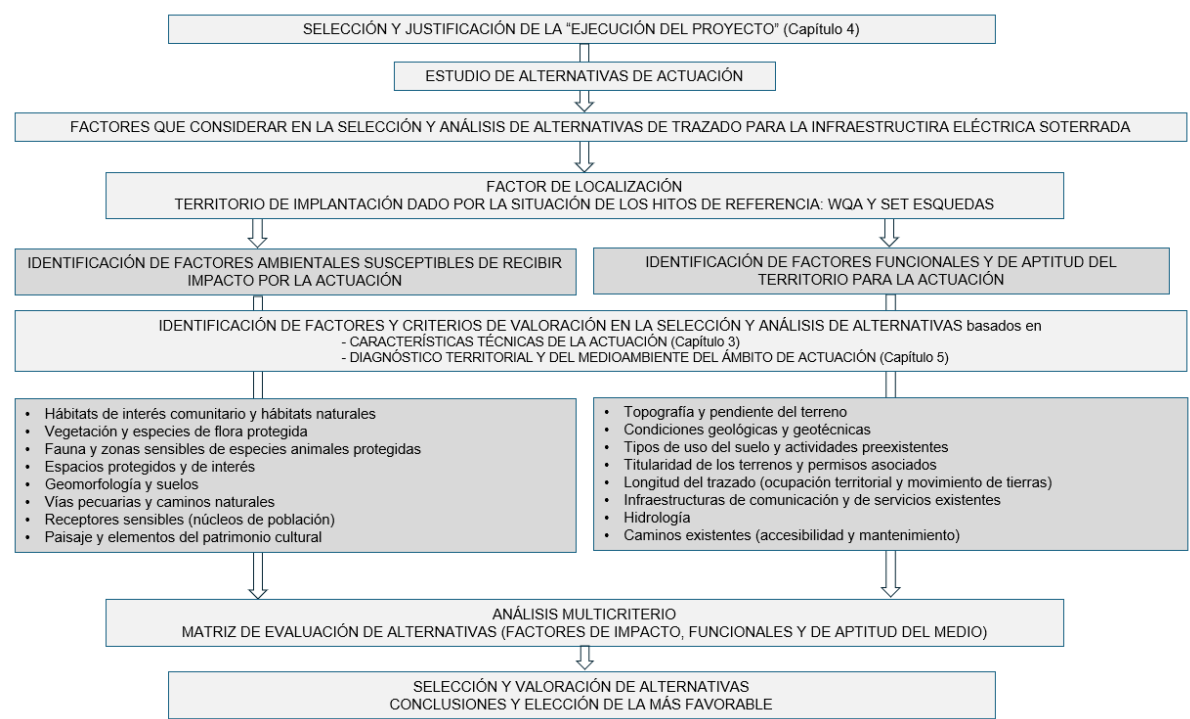 SELECCIÓN Y JUSTIFICACIÓN DE LA “EJECUCIÓN DEL PROYECTO” (Capítulo 4)
ESTUDIO DE ALTERNATIVAS DE ACTUACIÓN
FACTORES QUE CONSIDERAR EN LA SELECCIÓN Y ANÁLISIS DE ALTERNATIVAS DE TRAZADO PARA LA INFRAESTRUCTIRA ELÉCTRICA SOTERRADA
FACTOR DE LOCALIZACIÓN
TERRITORIO DE IMPLANTACIÓN DADO POR LA SITUACIÓN DE LOS HITOS DE REFERENCIA: WQA Y SET ESQUEDAS
IDENTIFICACIÓN DE FACTORES AMBIENTALES SUSCEPTIBLES DE RECIBIR
IMPACTO POR LA ACTUACIÓN
IDENTIFICACIÓN DE FACTORES FUNCIONALES Y DE APTITUD DEL
TERRITORIO PARA LA ACTUACIÓN
IDENTIFICACIÓN DE FACTORES Y CRITERIOS DE VALORACIÓN EN LA SELECCIÓN Y ANÁLISIS DE ALTERNATIVAS basados en
- CARACTERÍSTICAS TÉCNICAS DE LA ACTUACIÓN (Capítulo 3)
- DIAGNÓSTICO TERRITORIAL Y DEL MEDIOAMBIENTE DEL ÁMBITO DE ACTUACIÓN (Capítulo 5)
• Hábitats de interés comunitario y hábitats naturales
• Vegetación y especies de flora protegida
• Fauna y zonas sensibles de especies animales protegidas
• Espacios protegidos y de interés
• Geomorfología y suelos
• Vías pecuarias y caminos naturales
• Receptores sensibles (núcleos de población)
• Paisaje y elementos del patrimonio cultural
• Topografía y pendiente del terreno
• Condiciones geológicas y geotécnicas
• Tipos de uso del suelo y actividades preexistentes
• Titularidad de los terrenos y permisos asociados
• Longitud del trazado (ocupación territorial y movimiento de tierras)
• Infraestructuras de comunicación y de servicios existentes
• Hidrología
• Caminos existentes (accesibilidad y mantenimiento)
ANÁLISIS MULTICRITERIO
MATRIZ DE EVALUACIÓN DE ALTERNATIVAS (FACTORES DE IMPACTO, FUNCIONALES Y DE APTITUD DEL MEDIO)
SELECCIÓN Y VALORACIÓN DE ALTERNATIVAS
CONCLUSIONES Y ELECCIÓN DE LA MÁS FAVORABLE